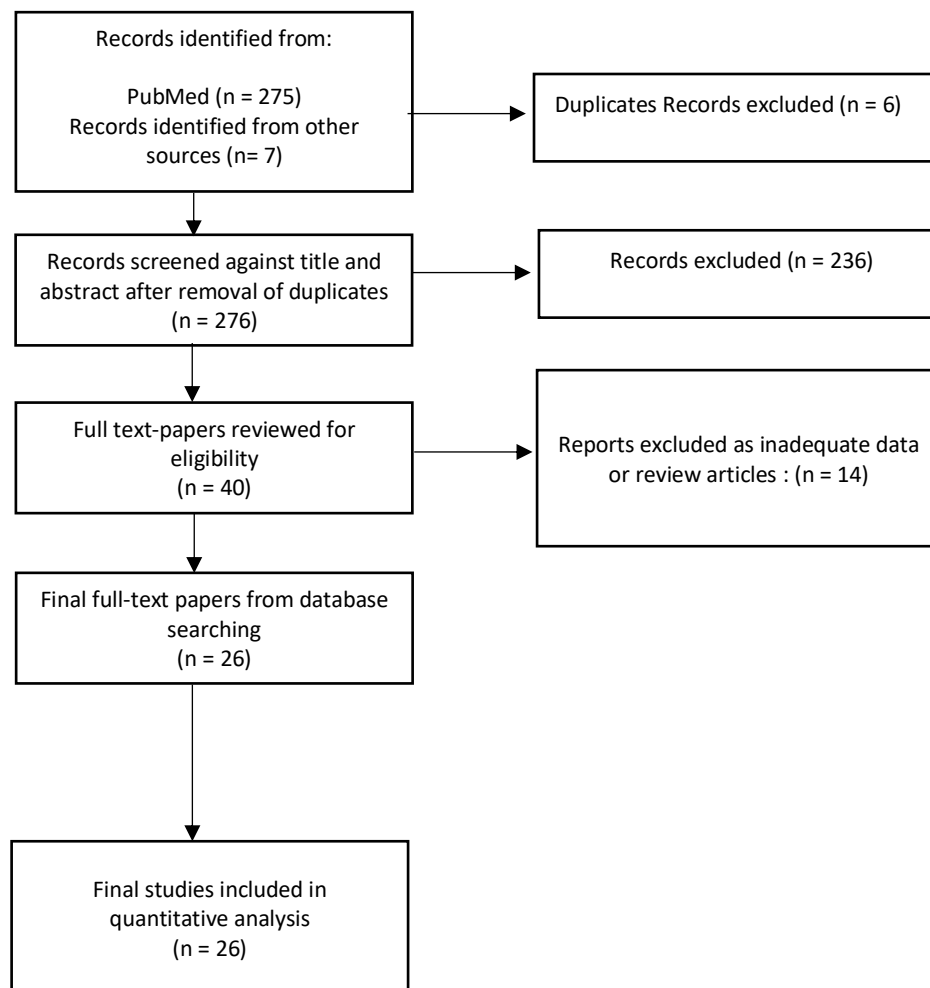 Records identified from:
PubMed (n = 275)
Records identified from other
sources (n= 7)
Duplicates Records excluded (n = 6)
Records screened against title and
abstract after removal of duplicates
(n = 276)
Records excluded (n = 236)
Full text-papers reviewed for
eligibility
(n = 40)
Reports excluded as inadequate data
or review articles : (n = 14)
Final full-text papers from database
searching
(n = 26)
Final studies included in
quantitative analysis
(n = 26)